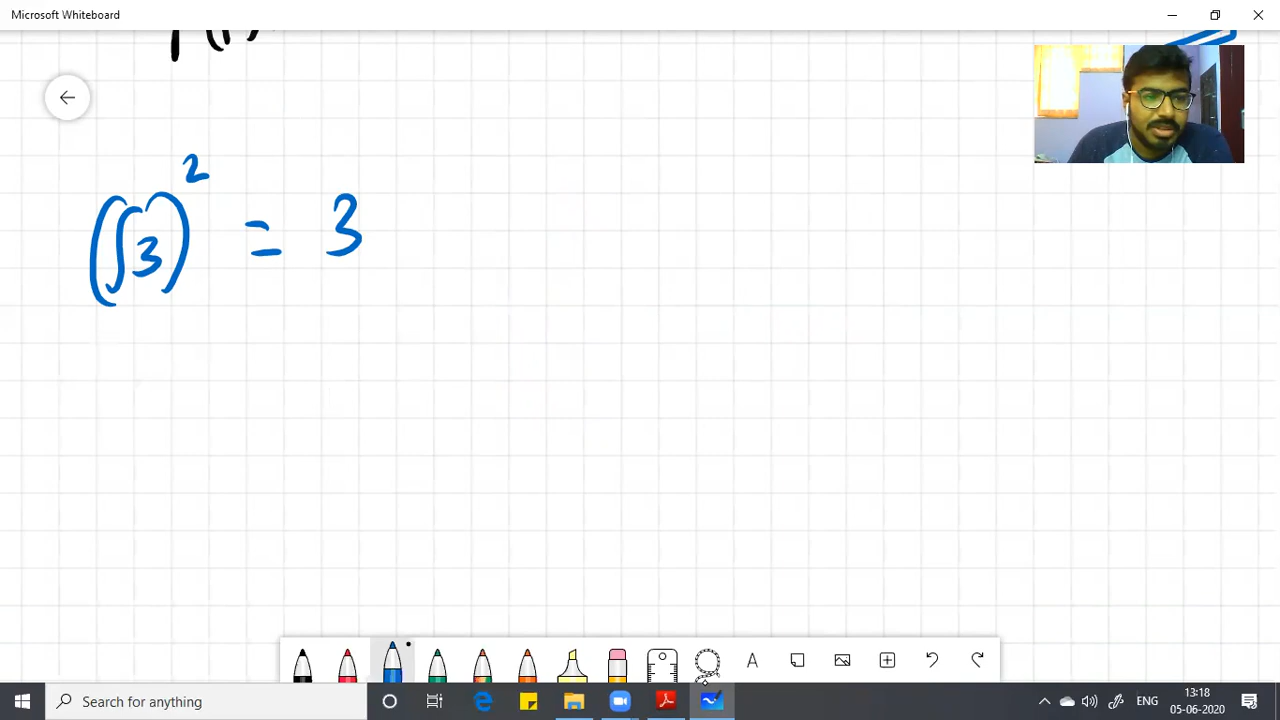 Microsoft Whiteboard
(√3)² = 3
A
Search for anything
ENG
13:18
05-06-2020